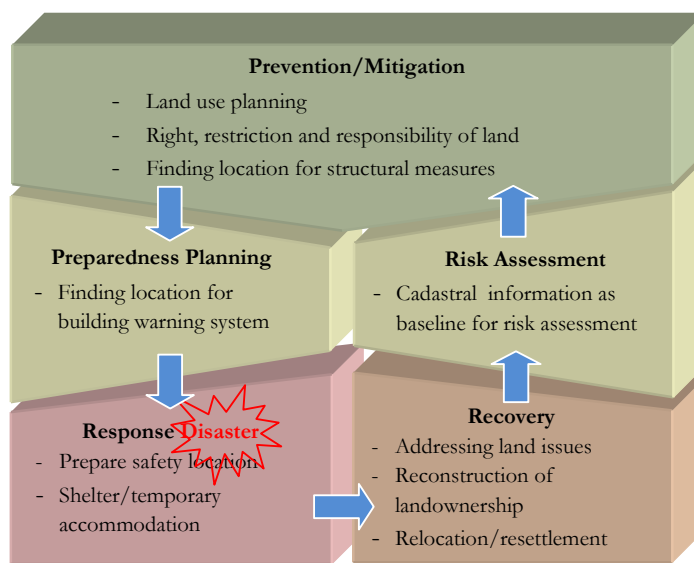 Prevention/Mitigation
- Land use planning
- Right, restriction and responsibility of land
- Finding location for structural measures
Preparedness Planning
- Finding location for
building warning system
Risk Assessment
- Cadastral information as
baseline for risk assessment
Response Disaster
- Prepare safety location
- Shelter/temporary
accommodation
Recovery
- Addressing land issues
- Reconstruction of
landownership
- Relocation/resettlement